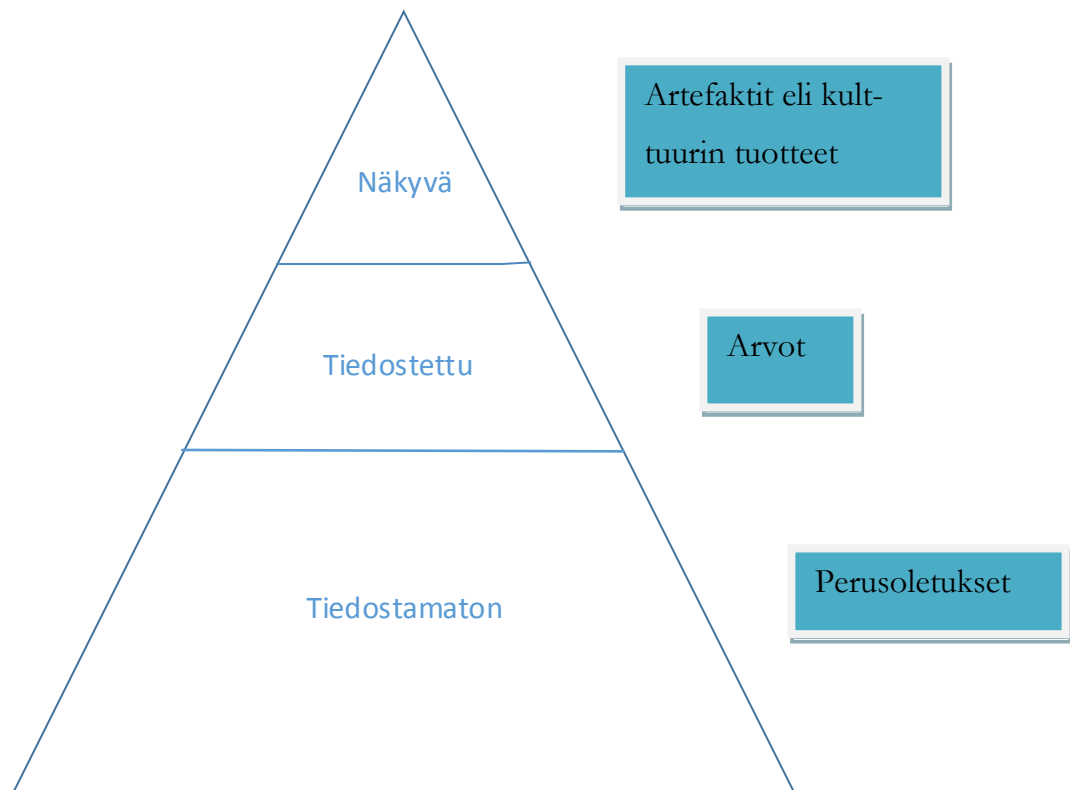 Artefaktit eli kult-
tuurin tuotteet
Näkyvä
Arvot
Tiedostettu
Perusoletukset
Tiedostamaton